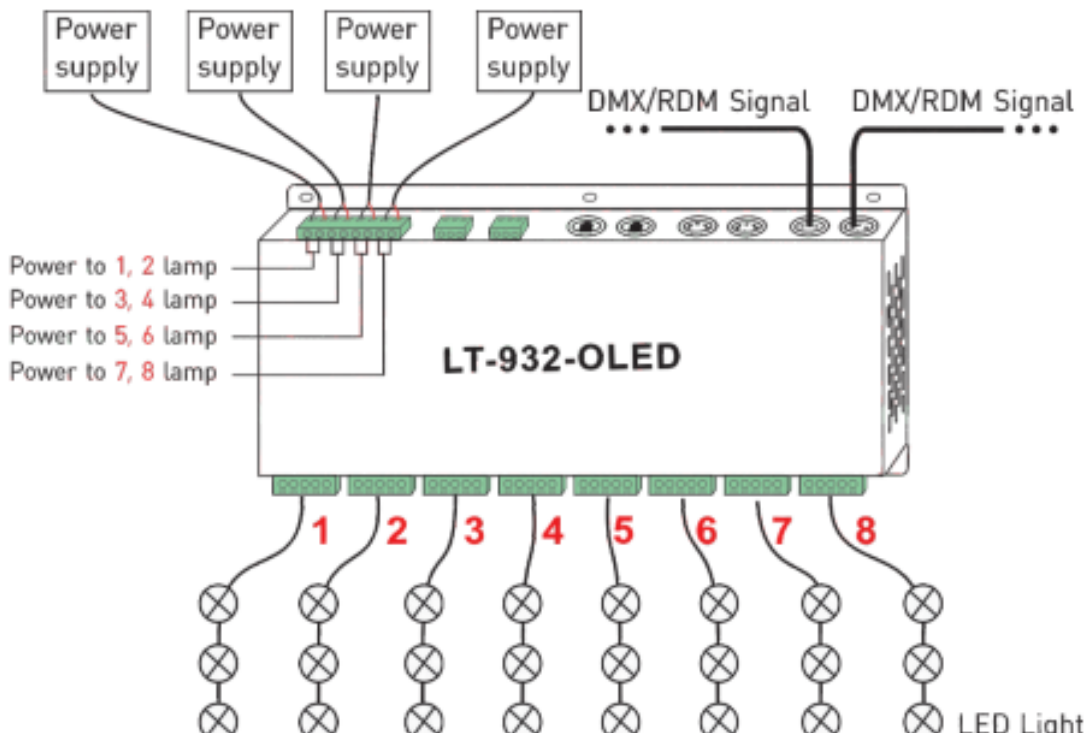 Power supply
Power supply
Power supply
Power supply
DMX/RDM Signal
DMX/RDM Signal
Power to 1, 2 lamp
Power to 3, 4 lamp
Power to 5, 6 lamp
Power to 7, 8 lamp
LT-932-OLED
1 2 3 4 5 6 7 8
LED Light